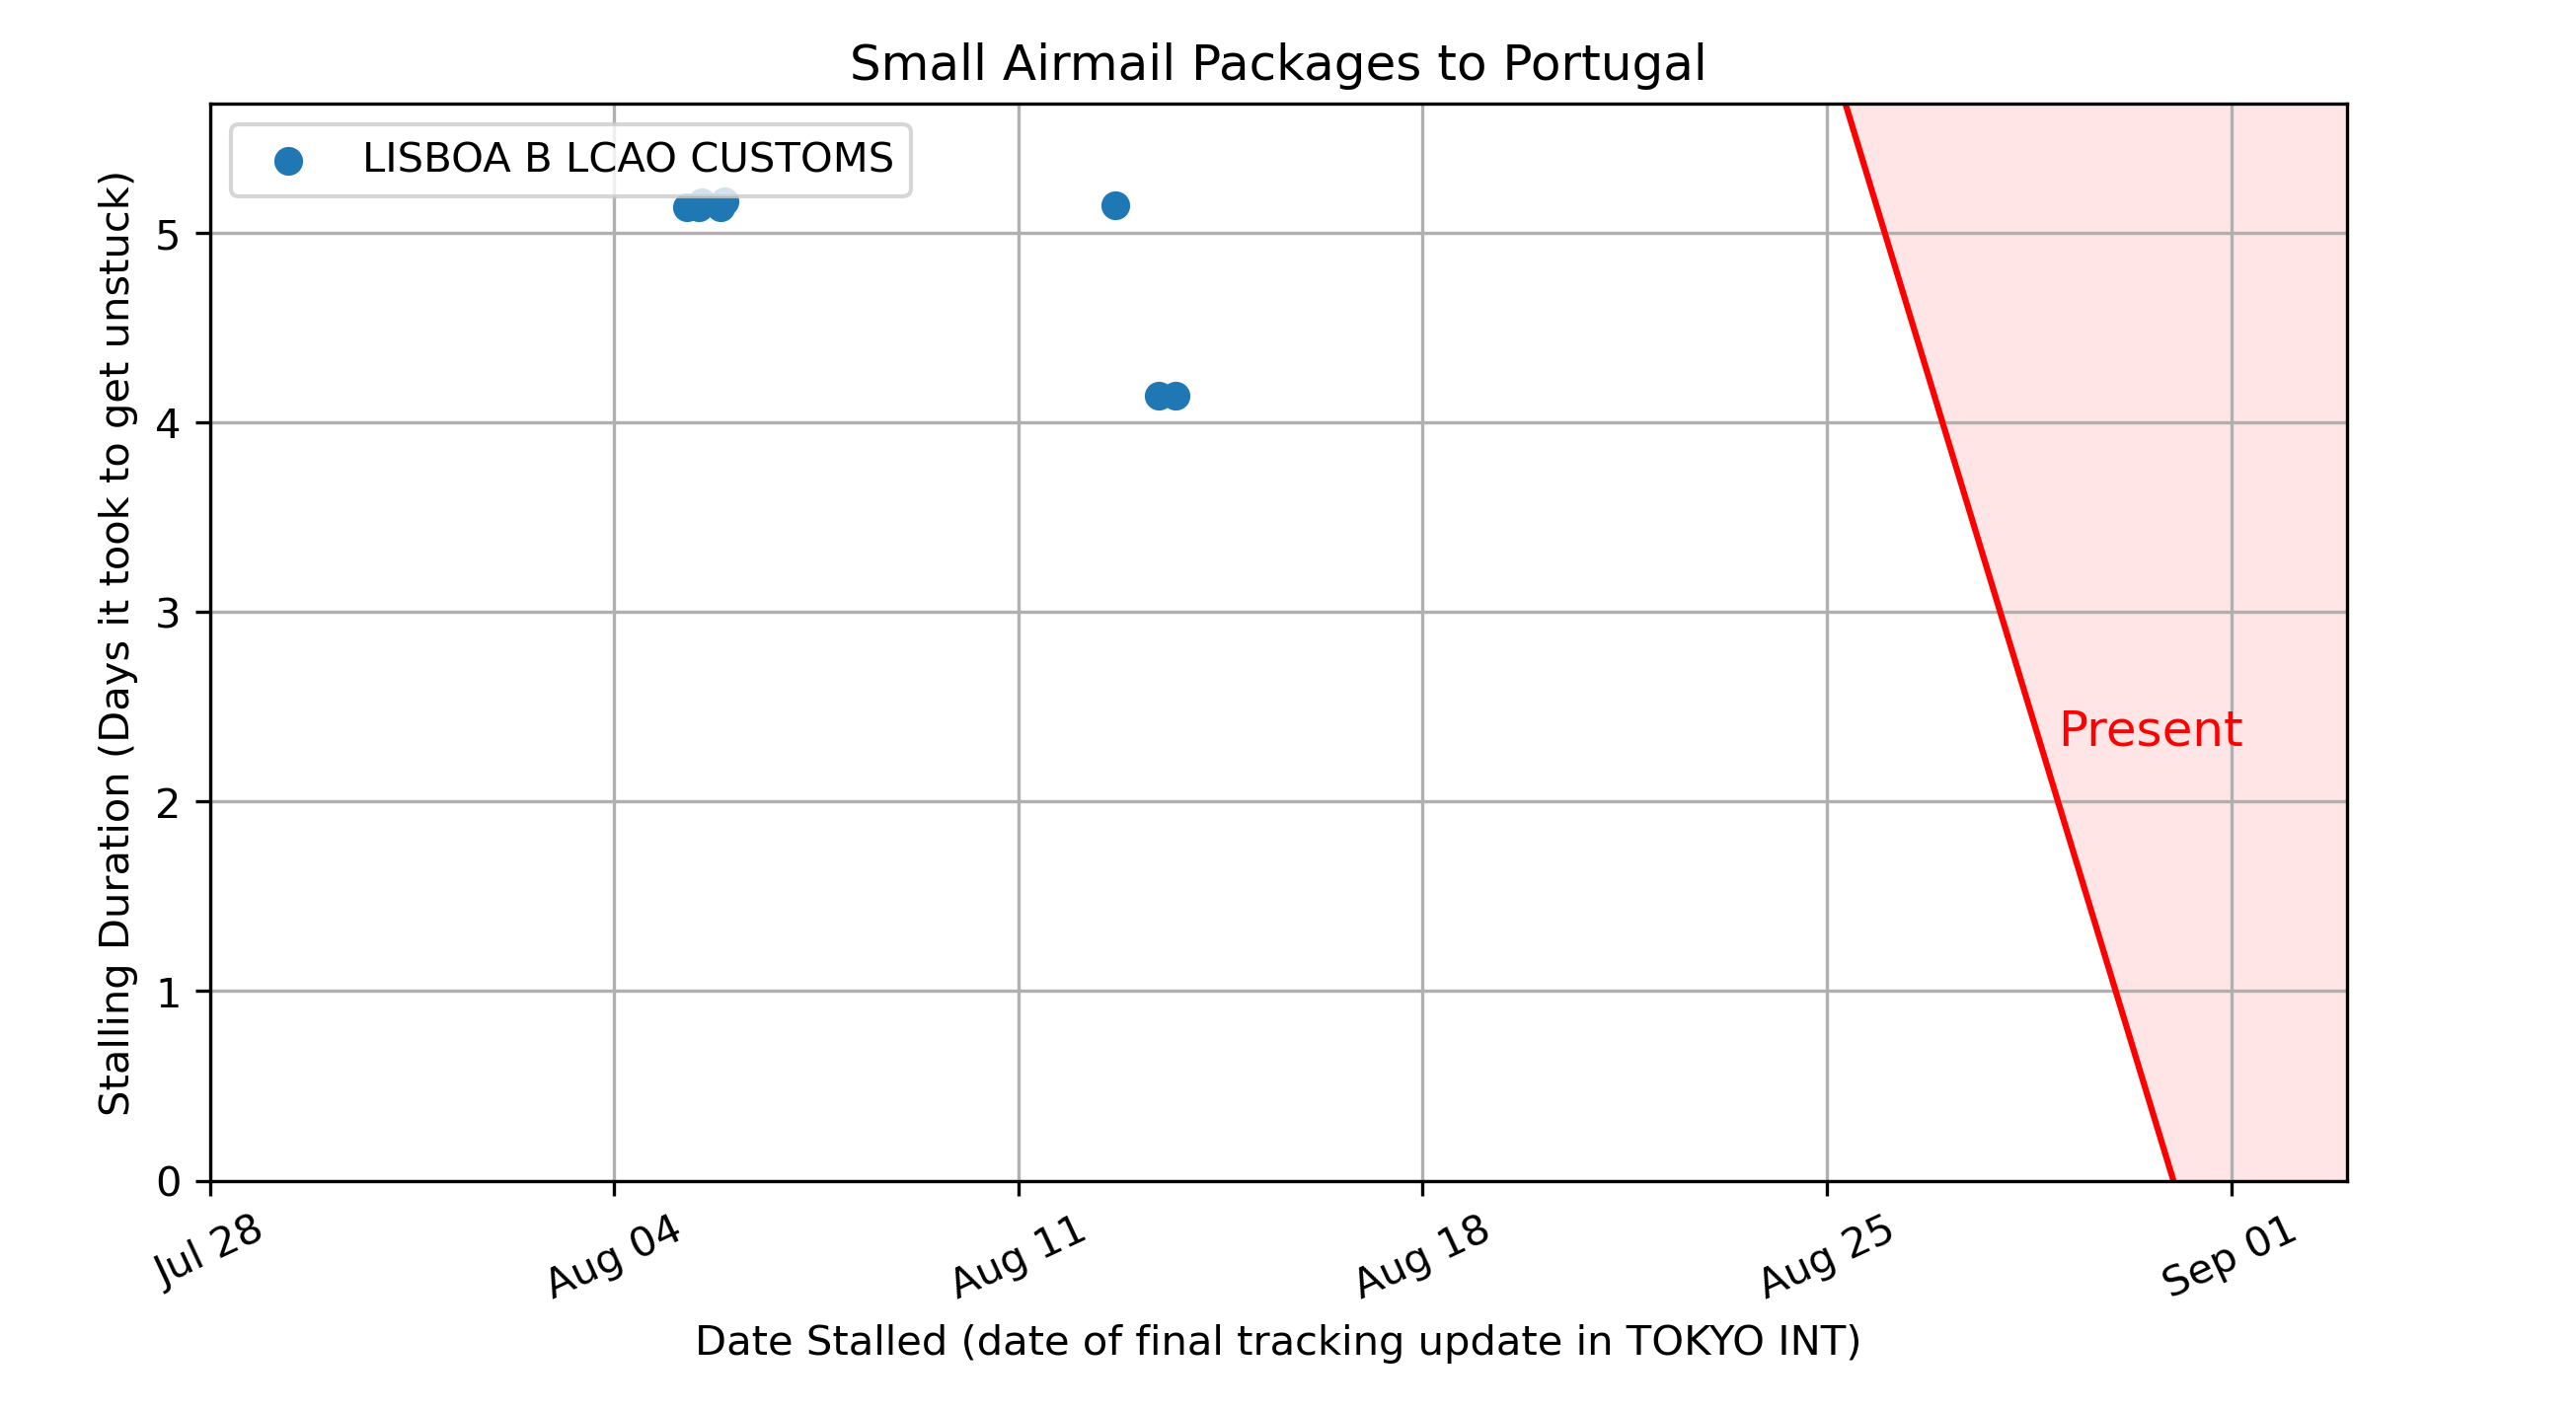 Small Airmail Packages to Portugal
LISBOA B LCAO CUSTOMS
Stalling Duration (Days it took to get unstuck)
5
4
3
2
1
0
Present
Jul 28
Aug 04
Aug 11
Aug 18
Aug 25
Sep 01
Date Stalled (date of final tracking update in TOKYO INT)